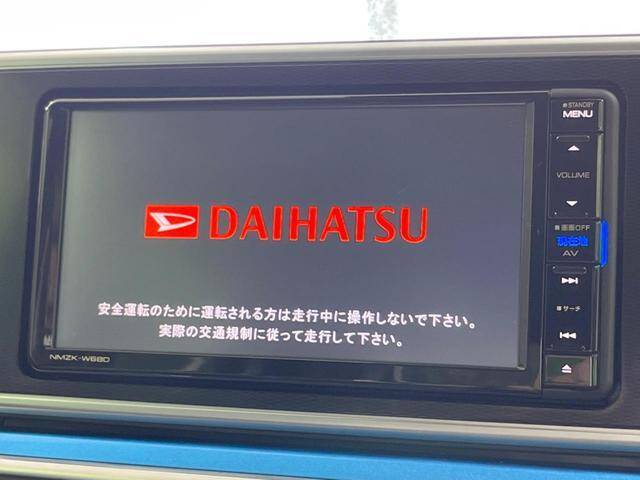 STANDBY
MENU
VOLUME
DAIHATSU
画面OFF
現在地
AV
安全運転のために運転される方は走行中に操作しないで下さい。
実際の交通規制に従って走行して下さい。
サーチ
NMZK-W68D